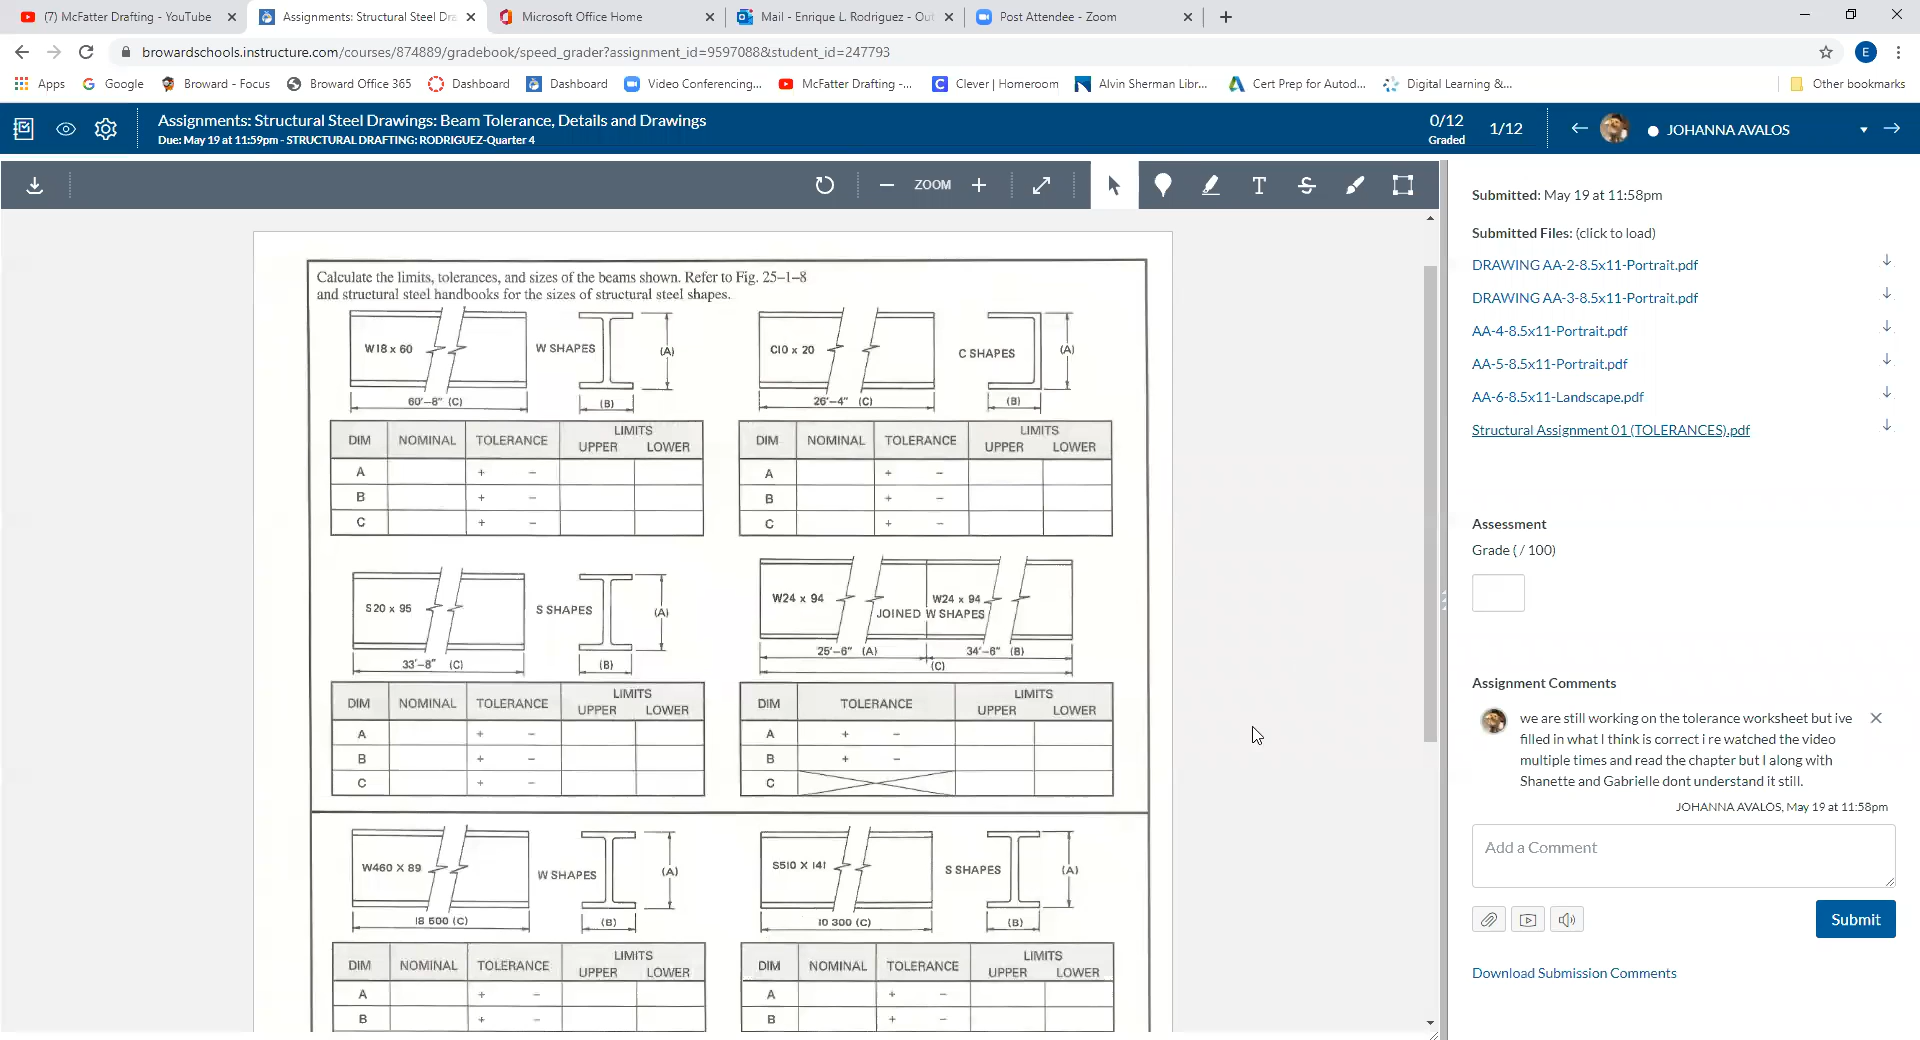 (7) McFatter Drafting - YouTube
Assignments: Structural Steel Dra
Microsoft Office Home
Mail - Enrique L. Rodriguez - Out
Post Attendee - Zoom
browardschools.instructure.com/courses/874889/gradebook/speed_grader?assignment_id=9597088&student_id=247793
E
Apps
Google
Broward - Focus
Broward Office 365
Dashboard
Dashboard
Video Conferencing...
McFatter Drafting -...
Clever | Homeroom
Alvin Sherman Libr...
Cert Prep for Autod...
Digital Learning &...
Other bookmarks
Assignments: Structural Steel Drawings: Beam Tolerance, Details and Drawings
Due: May 19 at 11:59pm - STRUCTURAL DRAFTING: RODRIGUEZ-Quarter 4
0/12
Graded
1/12
JOHANNA AVALOS
ZOOM
Calculate the limits, tolerances, and sizes of the beams shown. Refer to Fig. 25–1–8
and structural steel handbooks for the sizes of structural steel shapes.
W18 x 60
W SHAPES
(A)
60'–8" (C)
(B)
C10 x 20
C SHAPES
(A)
26'–4" (C)
(B)
DIM NOMINAL TOLERANCE LIMITS
UPPER LOWER
A + –
B + –
C + –
DIM NOMINAL TOLERANCE LIMITS
UPPER LOWER
A + –
B + –
C + –
S20 x 95
S SHAPES
(A)
33'–8" (C)
(B)
W24 x 94
W24 x 94
JOINED W SHAPES
25'–6" (A)
34'–6" (B)
(C)
DIM NOMINAL TOLERANCE LIMITS
UPPER LOWER
A + –
B + –
C + –
DIM TOLERANCE LIMITS
UPPER LOWER
A + –
B + –
C
W460 X 89
W SHAPES
(A)
18 500 (C)
(B)
S510 X 141
S SHAPES
(A)
10 300 (C)
(B)
DIM NOMINAL TOLERANCE LIMITS
UPPER LOWER
A + –
B + –
DIM NOMINAL TOLERANCE LIMITS
UPPER LOWER
A + –
B + –
Submitted: May 19 at 11:58pm
Submitted Files: (click to load)
DRAWING AA-2-8.5x11-Portrait.pdf
DRAWING AA-3-8.5x11-Portrait.pdf
AA-4-8.5x11-Portrait.pdf
AA-5-8.5x11-Portrait.pdf
AA-6-8.5x11-Landscape.pdf
Structural Assignment 01 (TOLERANCES).pdf
Assessment
Grade ( / 100)
Assignment Comments
we are still working on the tolerance worksheet but ive
filled in what I think is correct i re watched the video
multiple times and read the chapter but I along with
Shanette and Gabrielle dont understand it still.
JOHANNA AVALOS, May 19 at 11:58pm
Add a Comment
Submit
Download Submission Comments